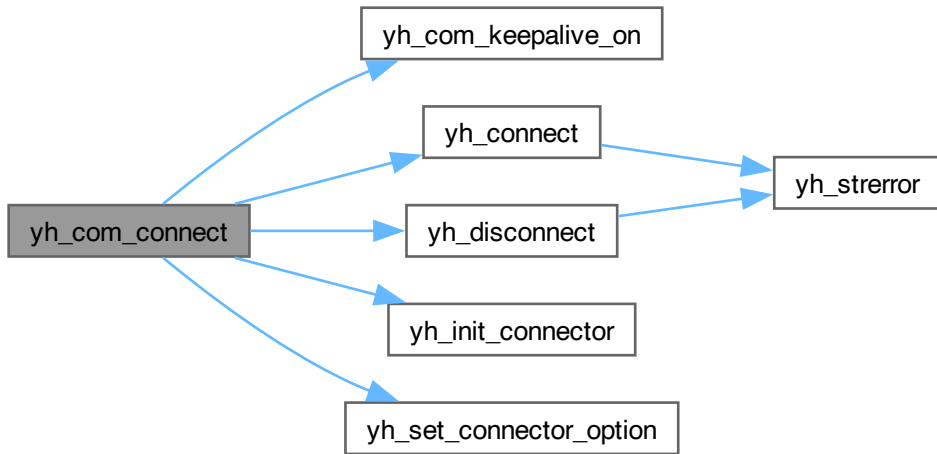 yh_com_keepalive_on
yh_connect
yh_strerror
yh_com_connect
yh_disconnect
yh_init_connector
yh_set_connector_option